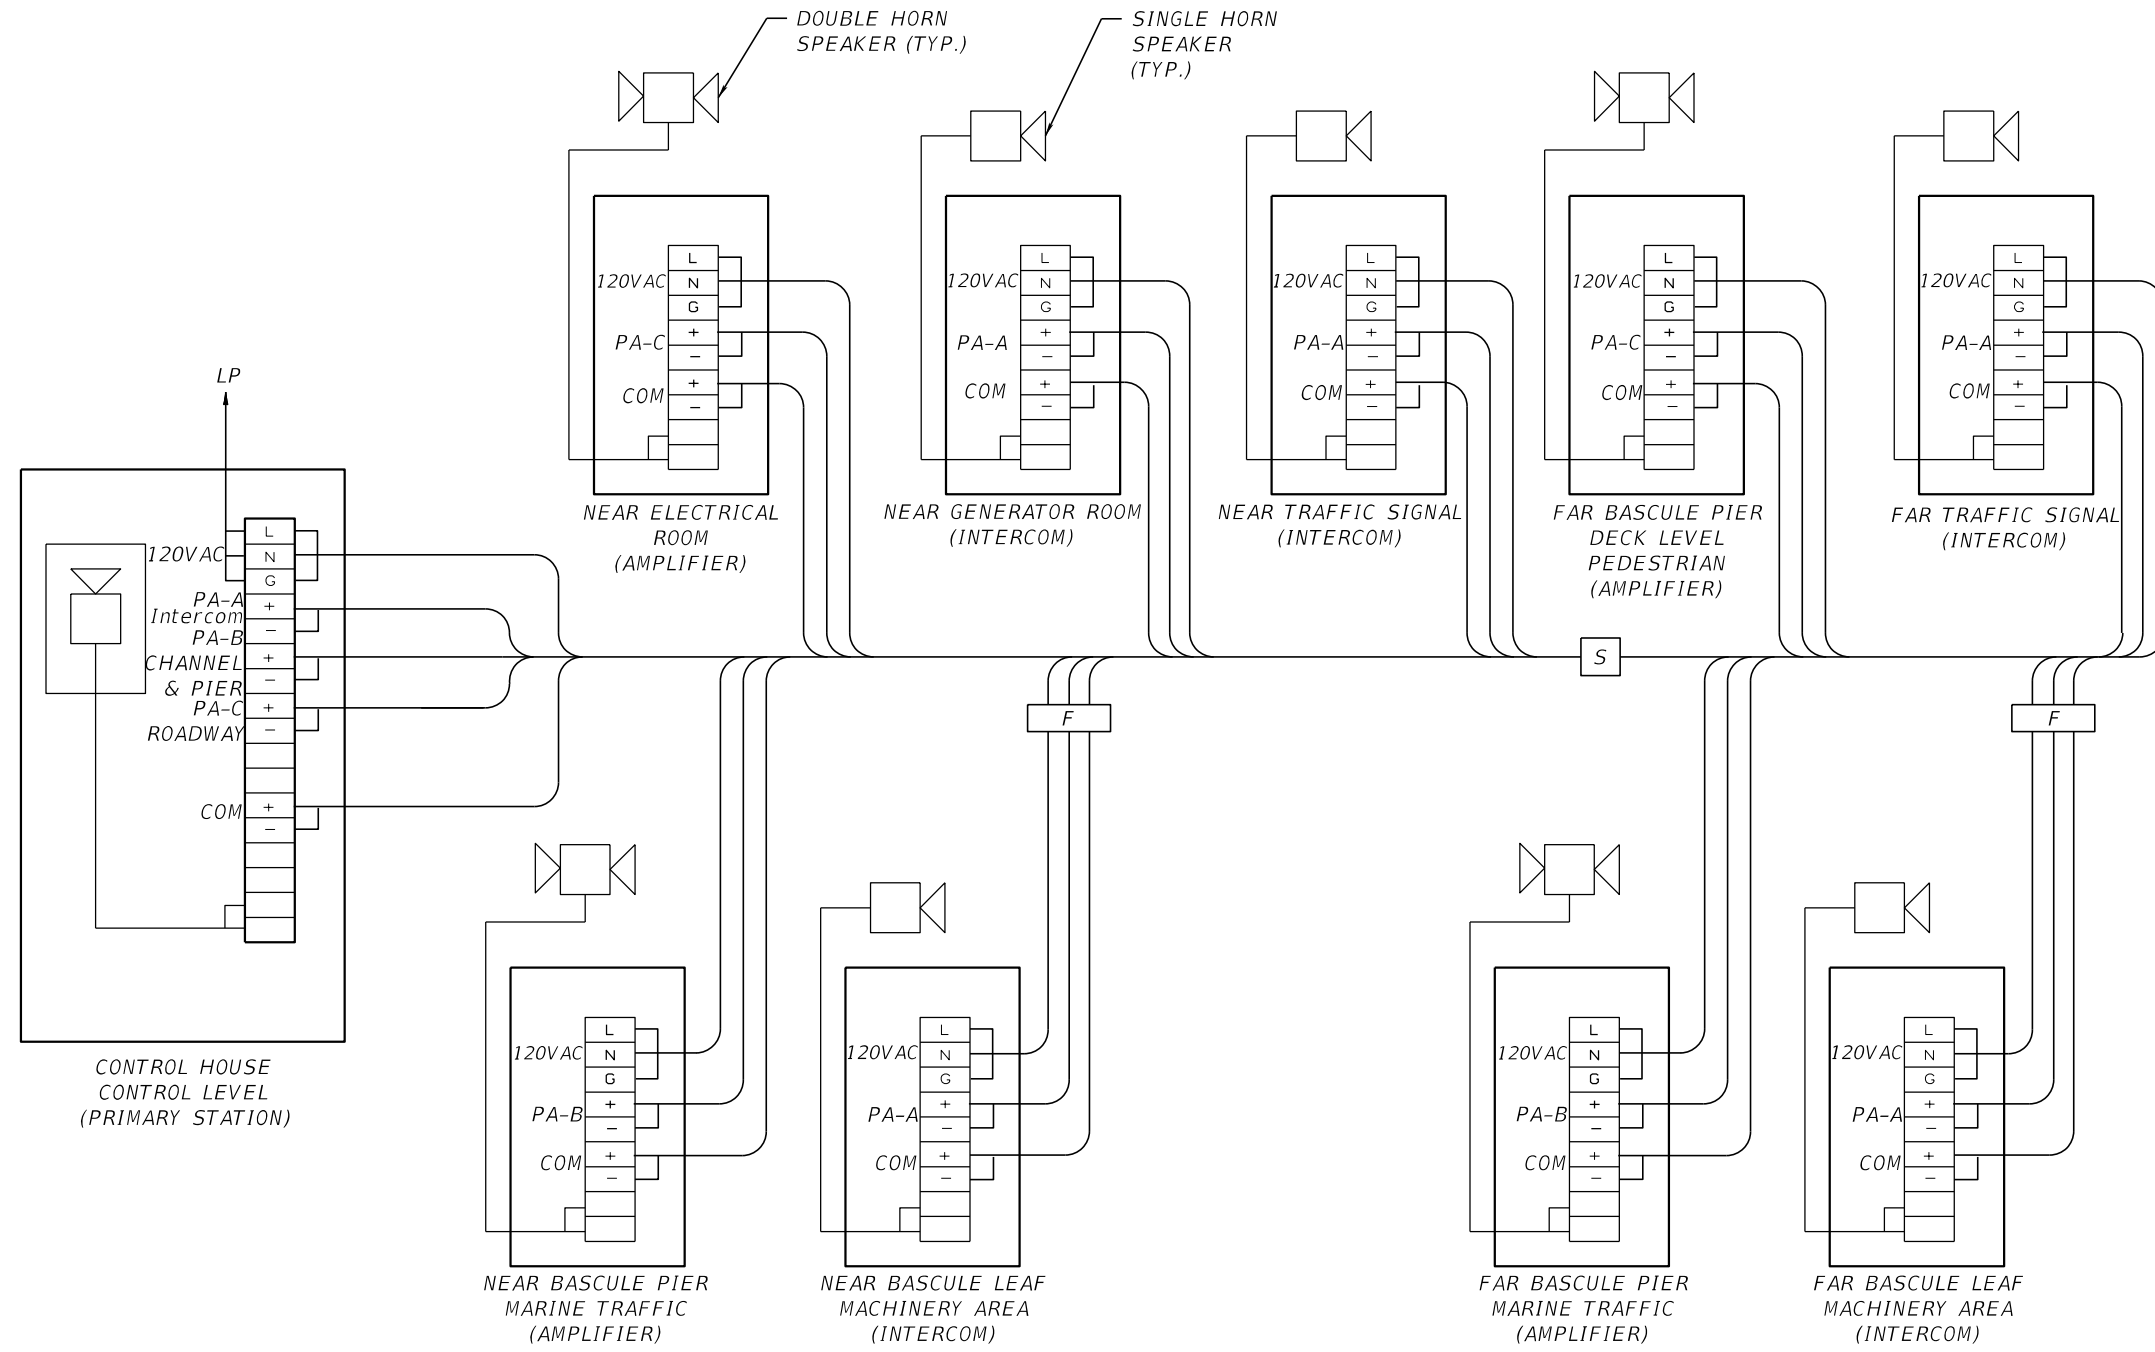 DOUBLE HORN
SPEAKER (TYP.)
SINGLE HORN
SPEAKER
(TYP.)
L
120VAC N
G
PA-C +
-
COM +
-
NEAR ELECTRICAL
ROOM
(AMPLIFIER)
L
120VAC N
G
PA-A +
-
COM +
-
NEAR GENERATOR ROOM
(INTERCOM)
L
120VAC N
G
PA-A +
-
COM +
-
NEAR TRAFFIC SIGNAL
(INTERCOM)
L
120VAC N
G
PA-C +
-
COM +
-
FAR BASCULE PIER
DECK LEVEL
PEDESTRIAN
(AMPLIFIER)
L
120VAC N
G
PA-A +
-
COM +
-
FAR TRAFFIC SIGNAL
(INTERCOM)
LP
L
120VAC N
G
PA-A +
Intercom
-
PA-B
+
CHANNEL
-
& PIER
PA-C +
-
ROADWAY
COM +
-
CONTROL HOUSE
CONTROL LEVEL
(PRIMARY STATION)
S
F
F
L
120VAC N
G
PA-B +
-
COM +
-
NEAR BASCULE PIER
MARINE TRAFFIC
(AMPLIFIER)
L
120VAC N
G
PA-A +
-
COM +
-
NEAR BASCULE LEAF
MACHINERY AREA
(INTERCOM)
L
120VAC N
G
PA-B +
-
COM +
-
FAR BASCULE PIER
MARINE TRAFFIC
(AMPLIFIER)
L
120VAC N
G
PA-A +
-
COM +
-
FAR BASCULE LEAF
MACHINERY AREA
(INTERCOM)